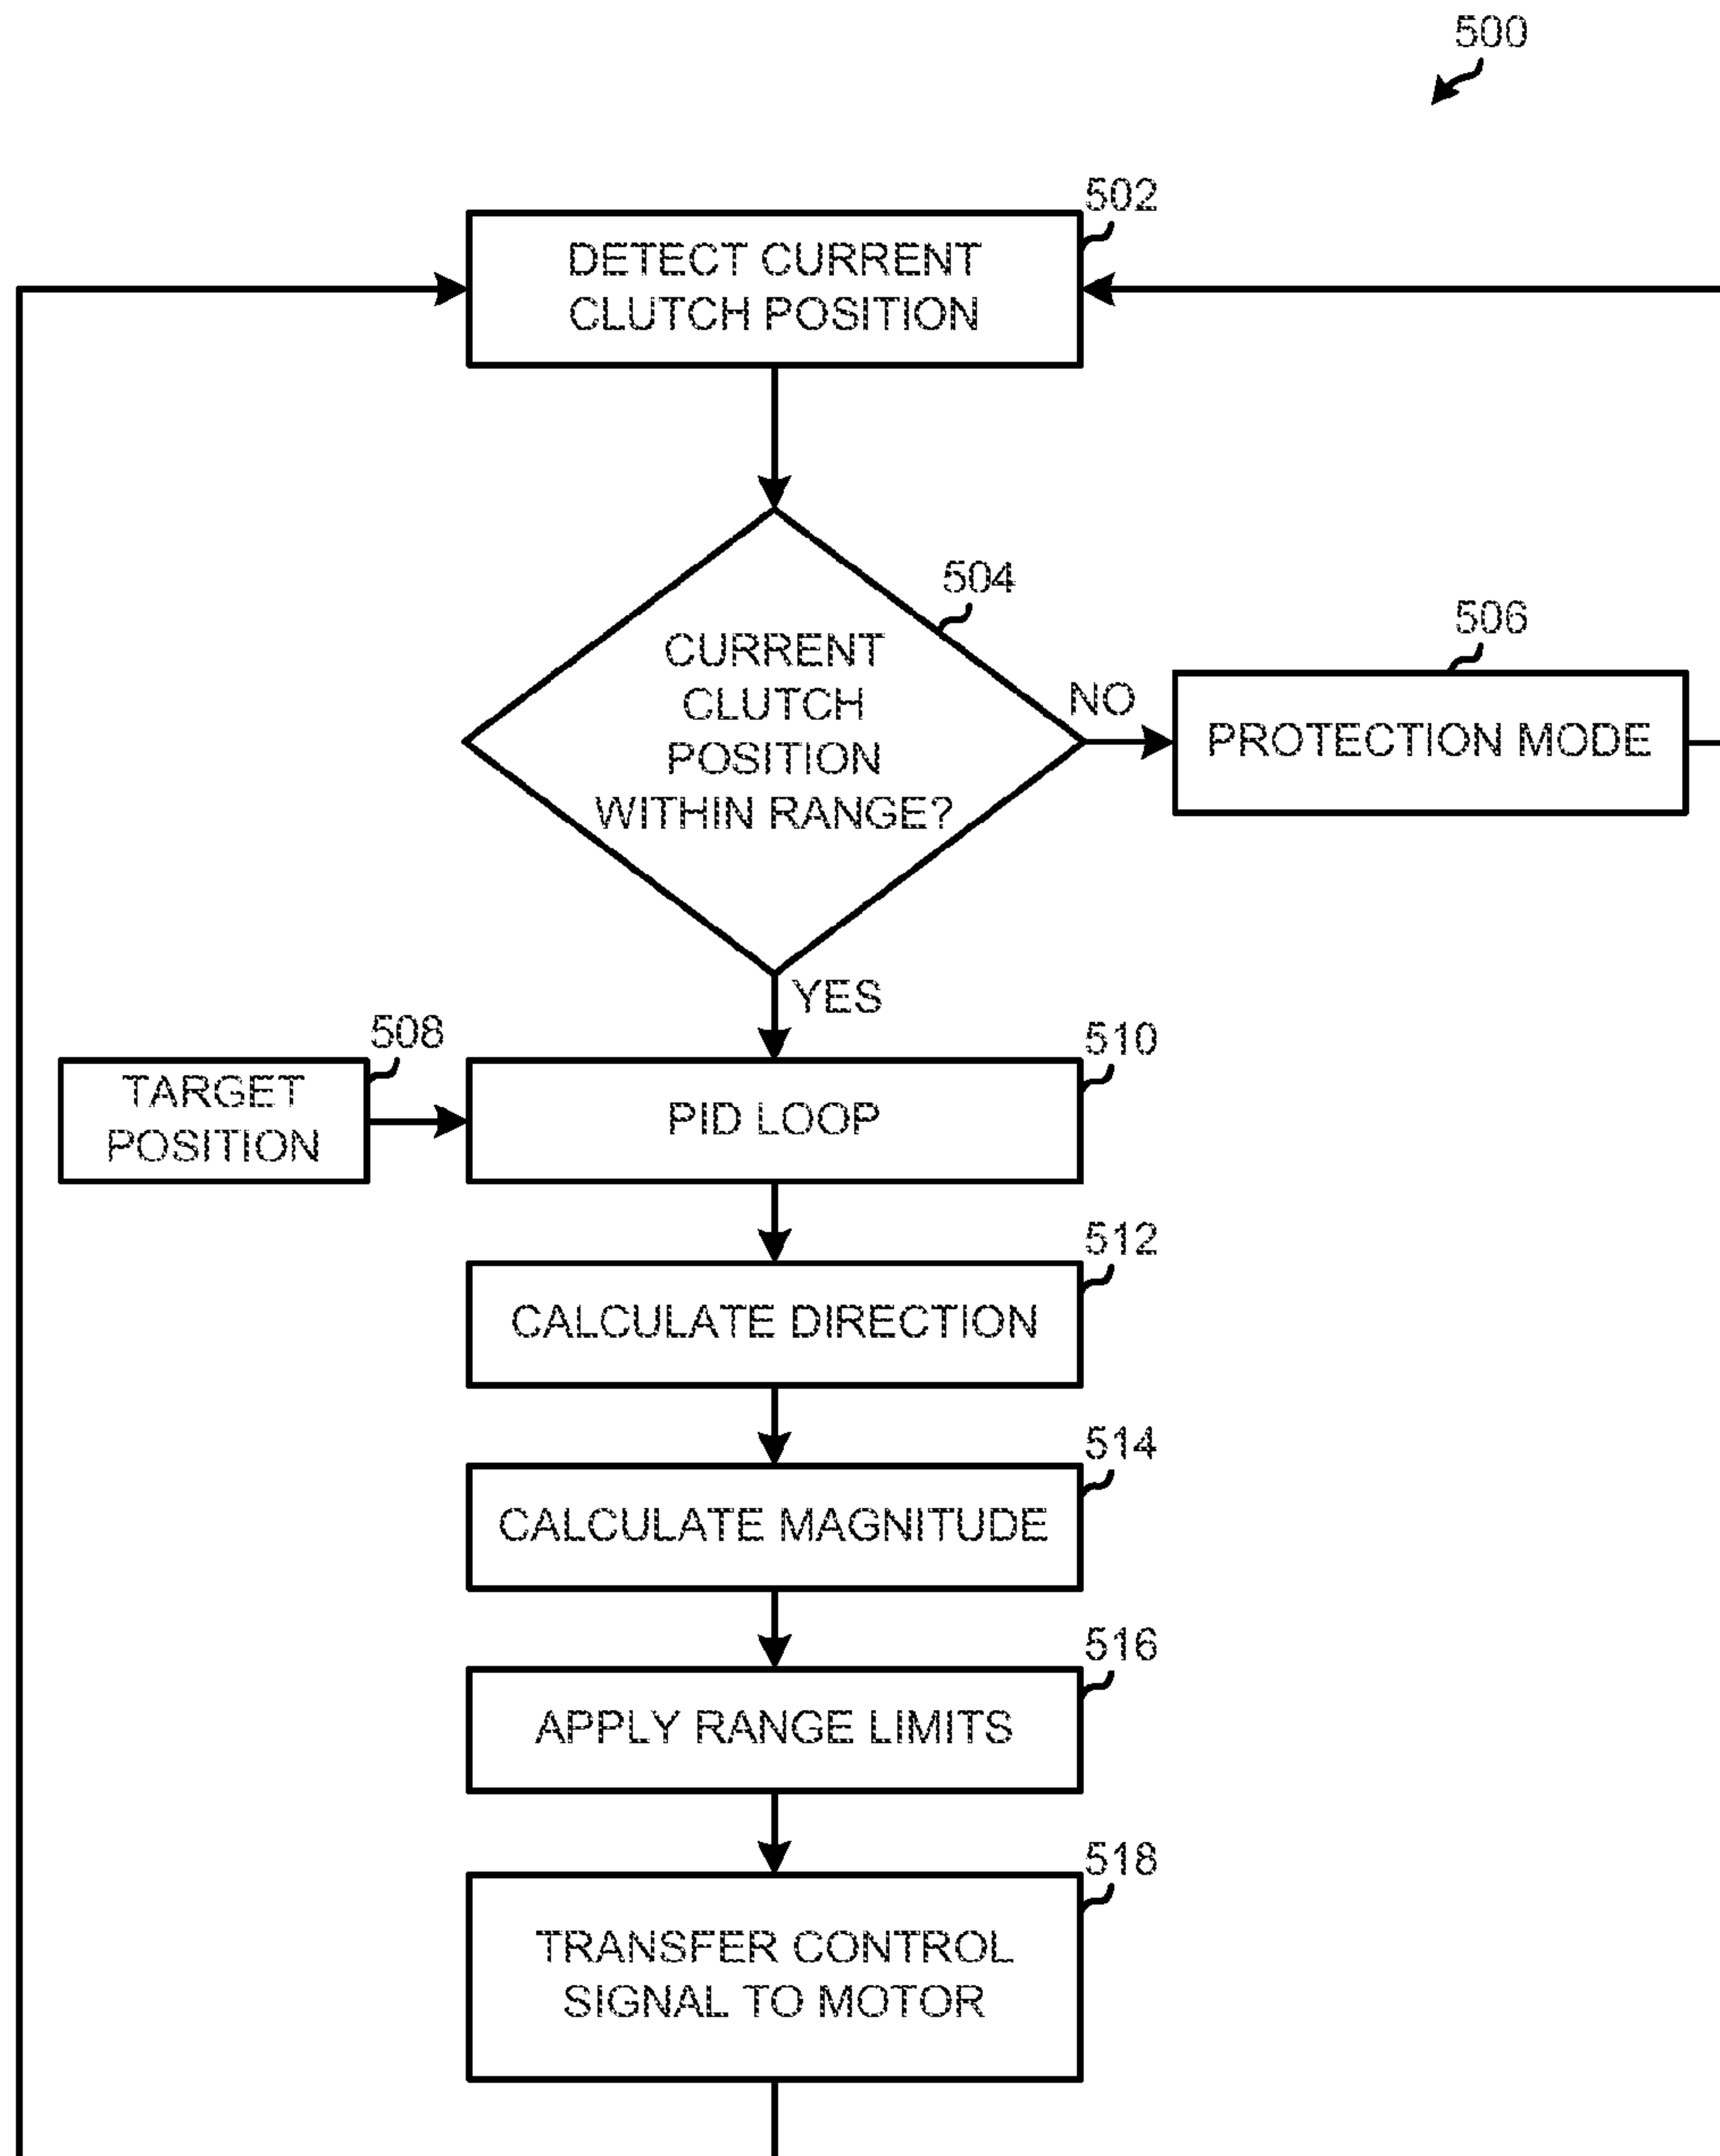 500
502
DETECT CURRENT
CLUTCH POSITION
504
CURRENT
CLUTCH
POSITION
WITHIN RANGE?
NO
506
PROTECTION MODE
YES
508
TARGET
POSITION
510
PID LOOP
512
CALCULATE DIRECTION
514
CALCULATE MAGNITUDE
516
APPLY RANGE LIMITS
518
TRANSFER CONTROL
SIGNAL TO MOTOR